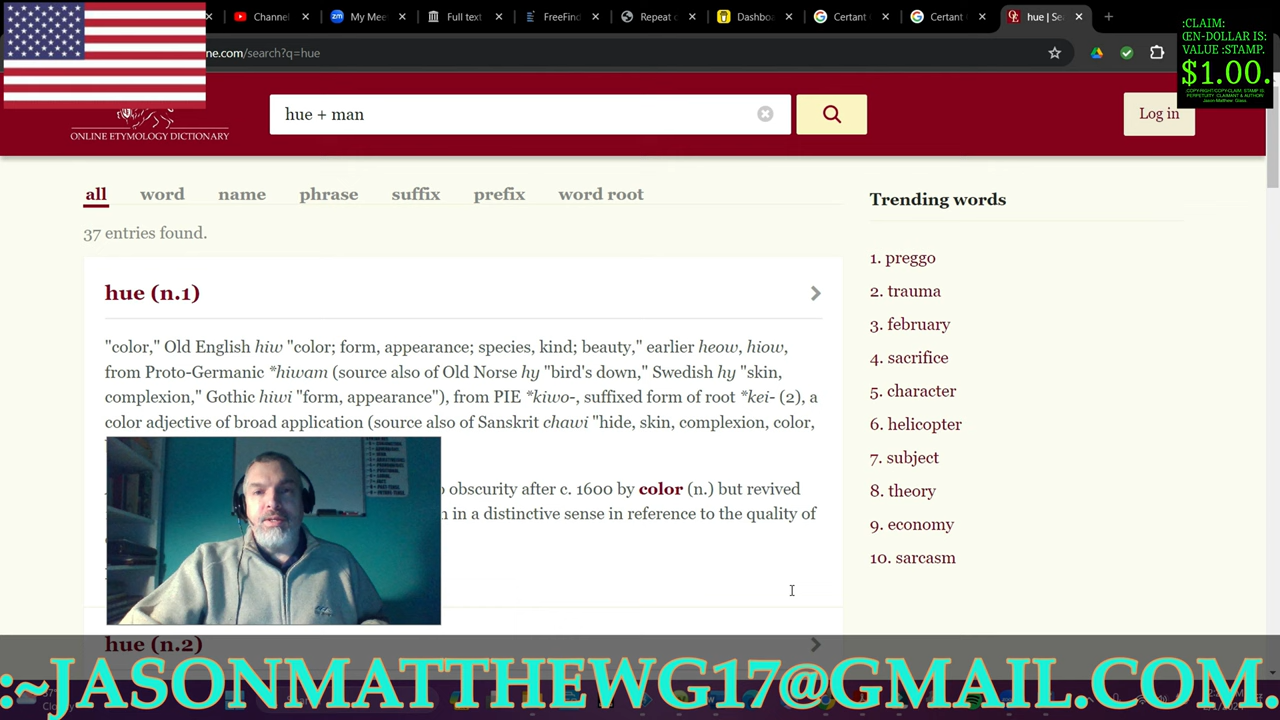 Channel
My Mee
Full text
FreeFind
Repeat c
Dashboa
Certant
Certant
hue | Sea
ne.com/search?q=hue
:CLAIM:
EN-DOLLAR IS:
VALUE :STAMP.
$1.00.
ONLINE ETYMOLOGY DICTIONARY
hue + man
Log in
all word name phrase suffix prefix word root
37 entries found.
hue (n.1)
"color," Old English hiw "color; form, appearance; species, kind; beauty," earlier heow, hiow,
from Proto-Germanic *hiwam (source also of Old Norse hy "bird's down," Swedish hy "skin,
complexion," Gothic hiwi "form, appearance"), from PIE *kiwo-, suffixed form of root *kei- (2), a
color adjective of broad application (source also of Sanskrit chawi "hide, skin, complexion, color,
obscurity after c. 1600 by color (n.) but revived
in a distinctive sense in reference to the quality of
hue (n.2)
Trending words
1. preggo
2. trauma
3. february
4. sacrifice
5. character
6. helicopter
7. subject
8. theory
9. economy
10. sarcasm
:~JASONMATTHEWG17@GMAIL.COM.